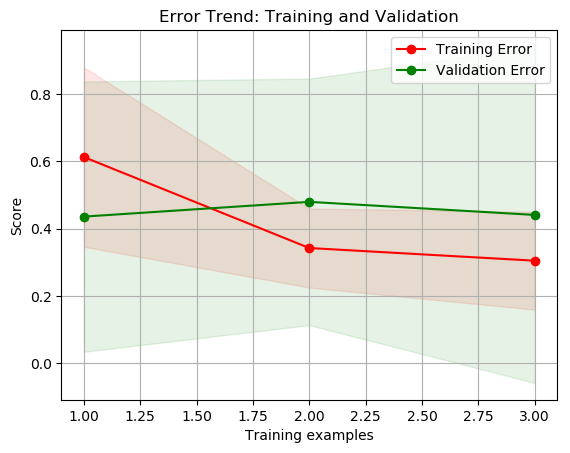 Error Trend: Training and Validation
Training Error
Validation Error
Score
0.8
0.6
0.4
0.2
0.0
1.00 1.25 1.50 1.75 2.00 2.25 2.50 2.75 3.00
Training examples